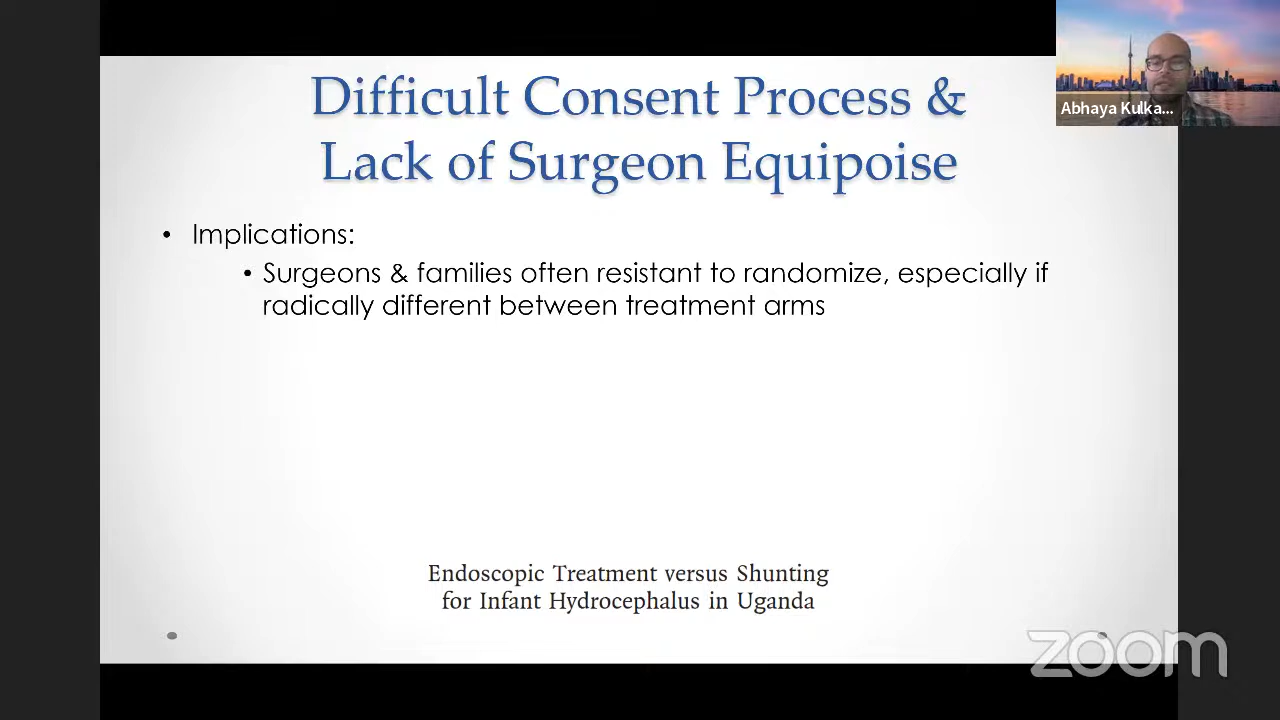 Difficult Consent Process &
Lack of Surgeon Equipoise
Abhaya Kulka...
• Implications:
• Surgeons & families often resistant to randomize, especially if
radically different between treatment arms
Endoscopic Treatment versus Shunting
for Infant Hydrocephalus in Uganda
zoom